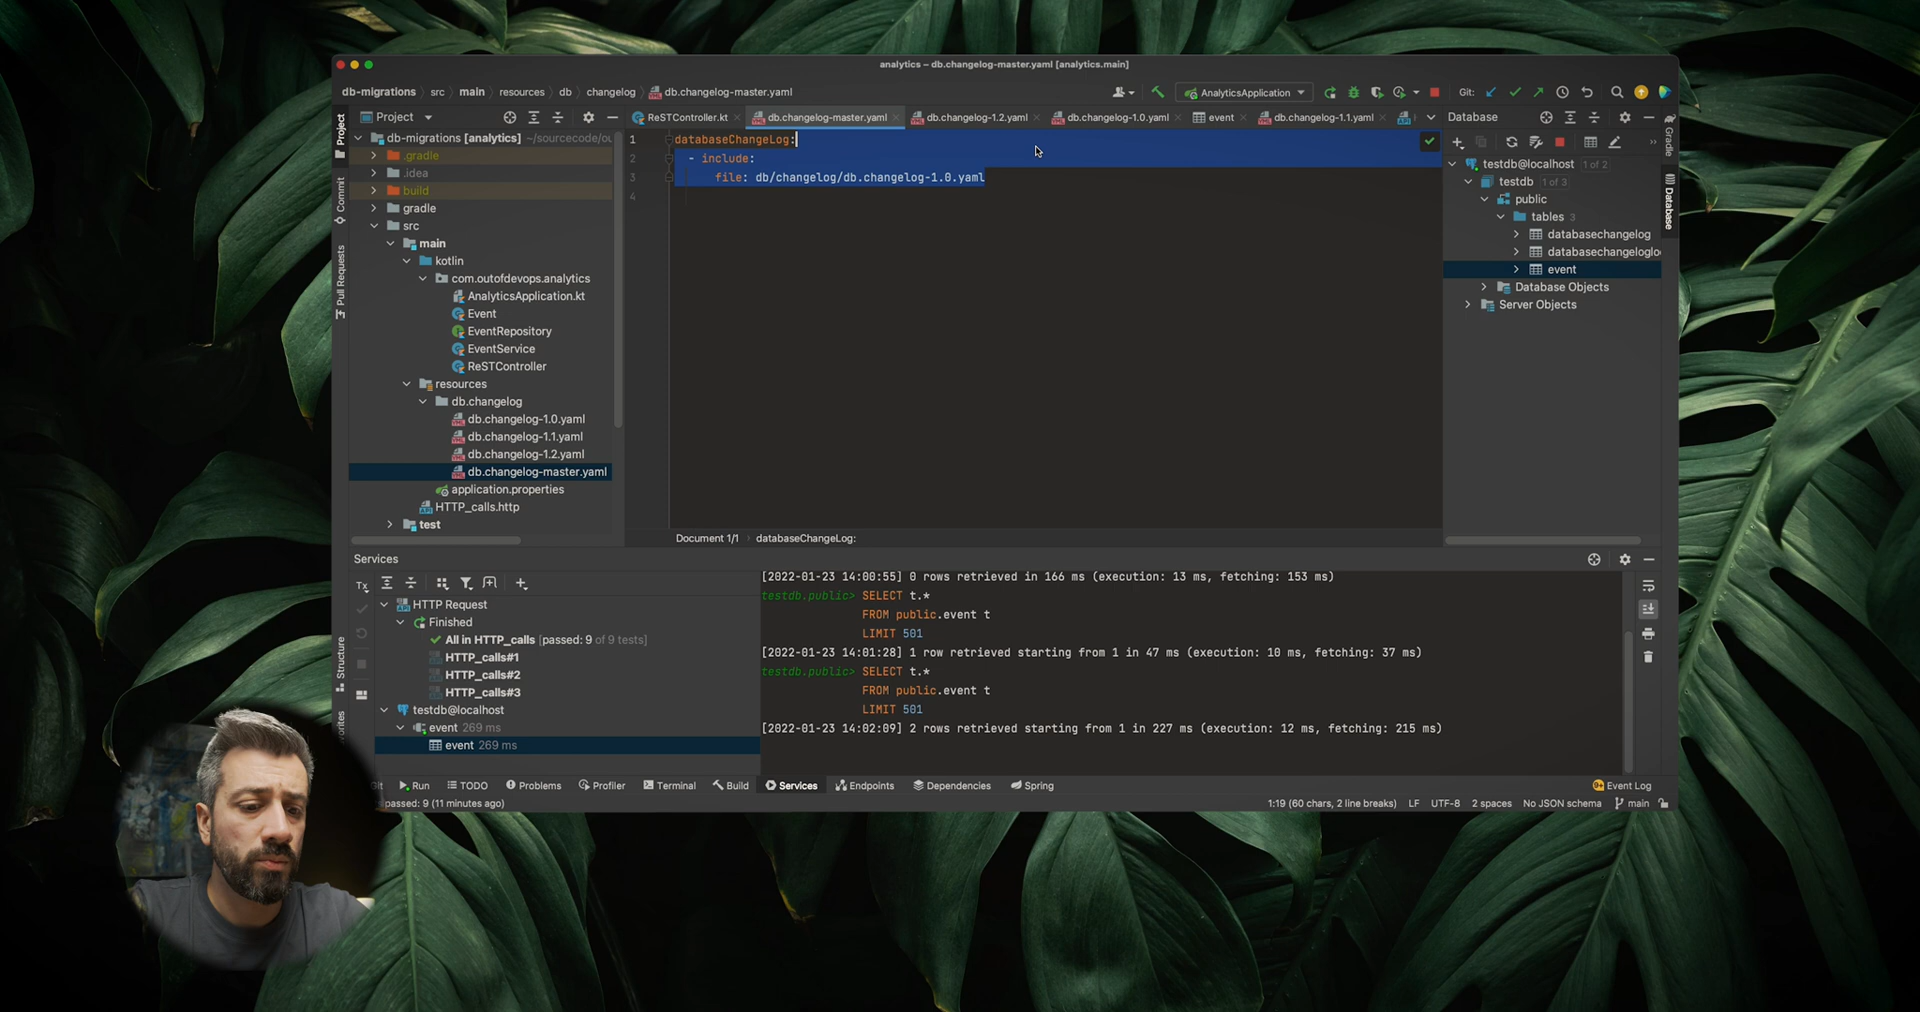 analytics – db.changelog-master.yaml [analytics.main]
db-migrations src main resources db changelog db.changelog-master.yaml
AnalyticsApplication
Git:
Project
ReSTController.kt
db.changelog-master.yaml
db.changelog-1.2.yaml
db.changelog-1.0.yaml
event
db.changelog-1.1.yaml
Database
Project
Commit
Pull Requests
Structure
db-migrations [analytics] ~/sourcecode/ou
.gradle
.idea
build
gradle
src
main
kotlin
com.outofdevops.analytics
AnalyticsApplication.kt
Event
EventRepository
EventService
ReSTController
resources
db.changelog
db.changelog-1.0.yaml
db.changelog-1.1.yaml
db.changelog-1.2.yaml
db.changelog-master.yaml
application.properties
HTTP_calls.http
test
1 databaseChangeLog:
2 - include:
3 file: db/changelog/db.changelog-1.0.yaml
4
Document 1/1 databaseChangeLog:
testdb@localhost 1 of 2
testdb 1 of 3
public
tables 3
databasechangelog
databasechangeloglo
event
Database Objects
Server Objects
Gradle
Database
Services
Tx
HTTP Request
Finished
All in HTTP_calls [passed: 9 of 9 tests]
HTTP_calls#1
HTTP_calls#2
HTTP_calls#3
testdb@localhost
event 269 ms
event 269 ms
[2022-01-23 14:00:55] 0 rows retrieved in 166 ms (execution: 13 ms, fetching: 153 ms)
testdb.public> SELECT t.*
FROM public.event t
LIMIT 501
[2022-01-23 14:01:28] 1 row retrieved starting from 1 in 47 ms (execution: 10 ms, fetching: 37 ms)
testdb.public> SELECT t.*
FROM public.event t
LIMIT 501
[2022-01-23 14:02:09] 2 rows retrieved starting from 1 in 227 ms (execution: 12 ms, fetching: 215 ms)
Run TODO Problems Profiler Terminal Build Services Endpoints Dependencies Spring Event Log
passed: 9 (11 minutes ago)
1:19 (60 chars, 2 line breaks) LF UTF-8 2 spaces No JSON schema main